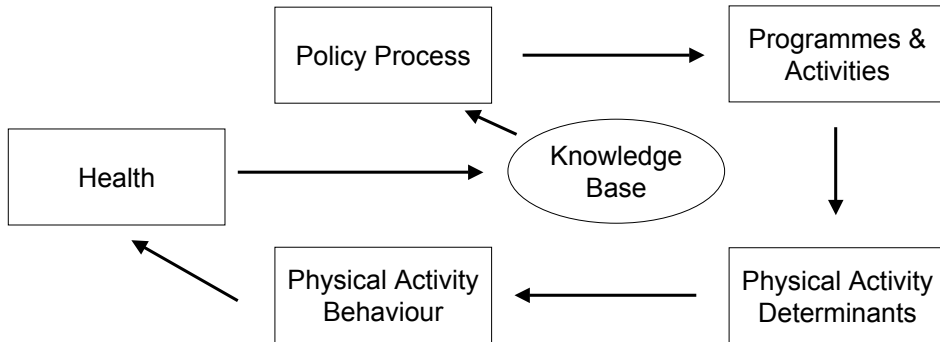 Policy Process
Programmes &
Activities
Health
Knowledge
Base
Physical Activity
Behaviour
Physical Activity
Determinants